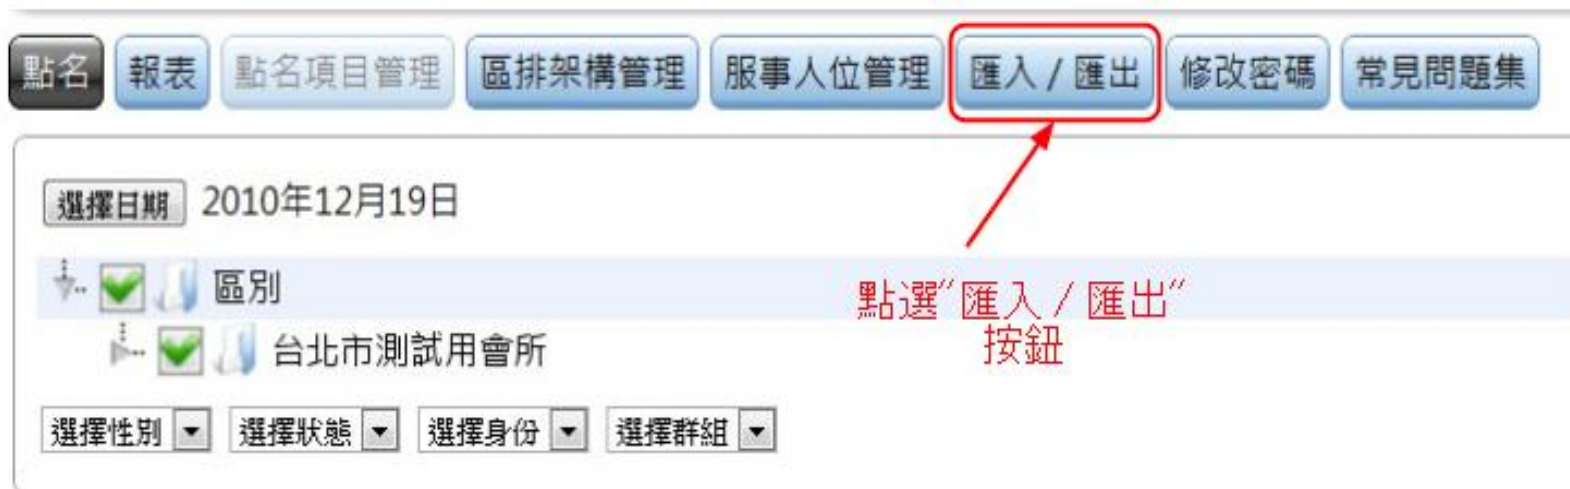 點名 報表 點名項目管理 區排架構管理 服事人位管理 匯入 / 匯出 修改密碼 常見問題集
選擇日期 2010年12月19日
區別
台北市測試用會所
點選"匯入 / 匯出"
按鈕
選擇性別 選擇狀態 選擇身份 選擇群組